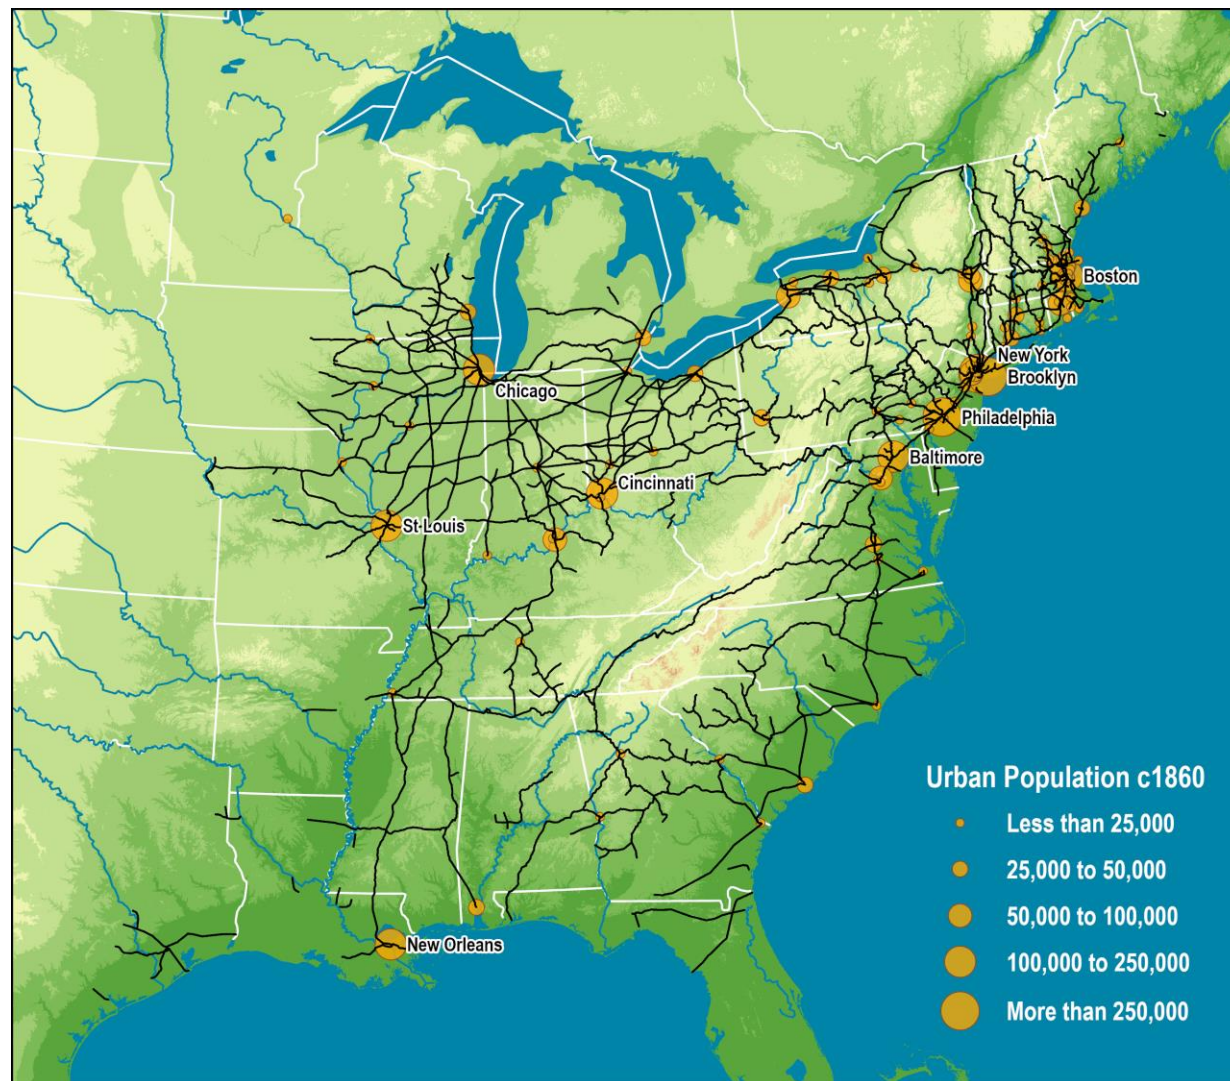 Boston
New York
Brooklyn
Chicago
Philadelphia
Baltimore
Cincinnati
St Louis
New Orleans
Urban Population c1860
Less than 25,000
25,000 to 50,000
50,000 to 100,000
100,000 to 250,000
More than 250,000